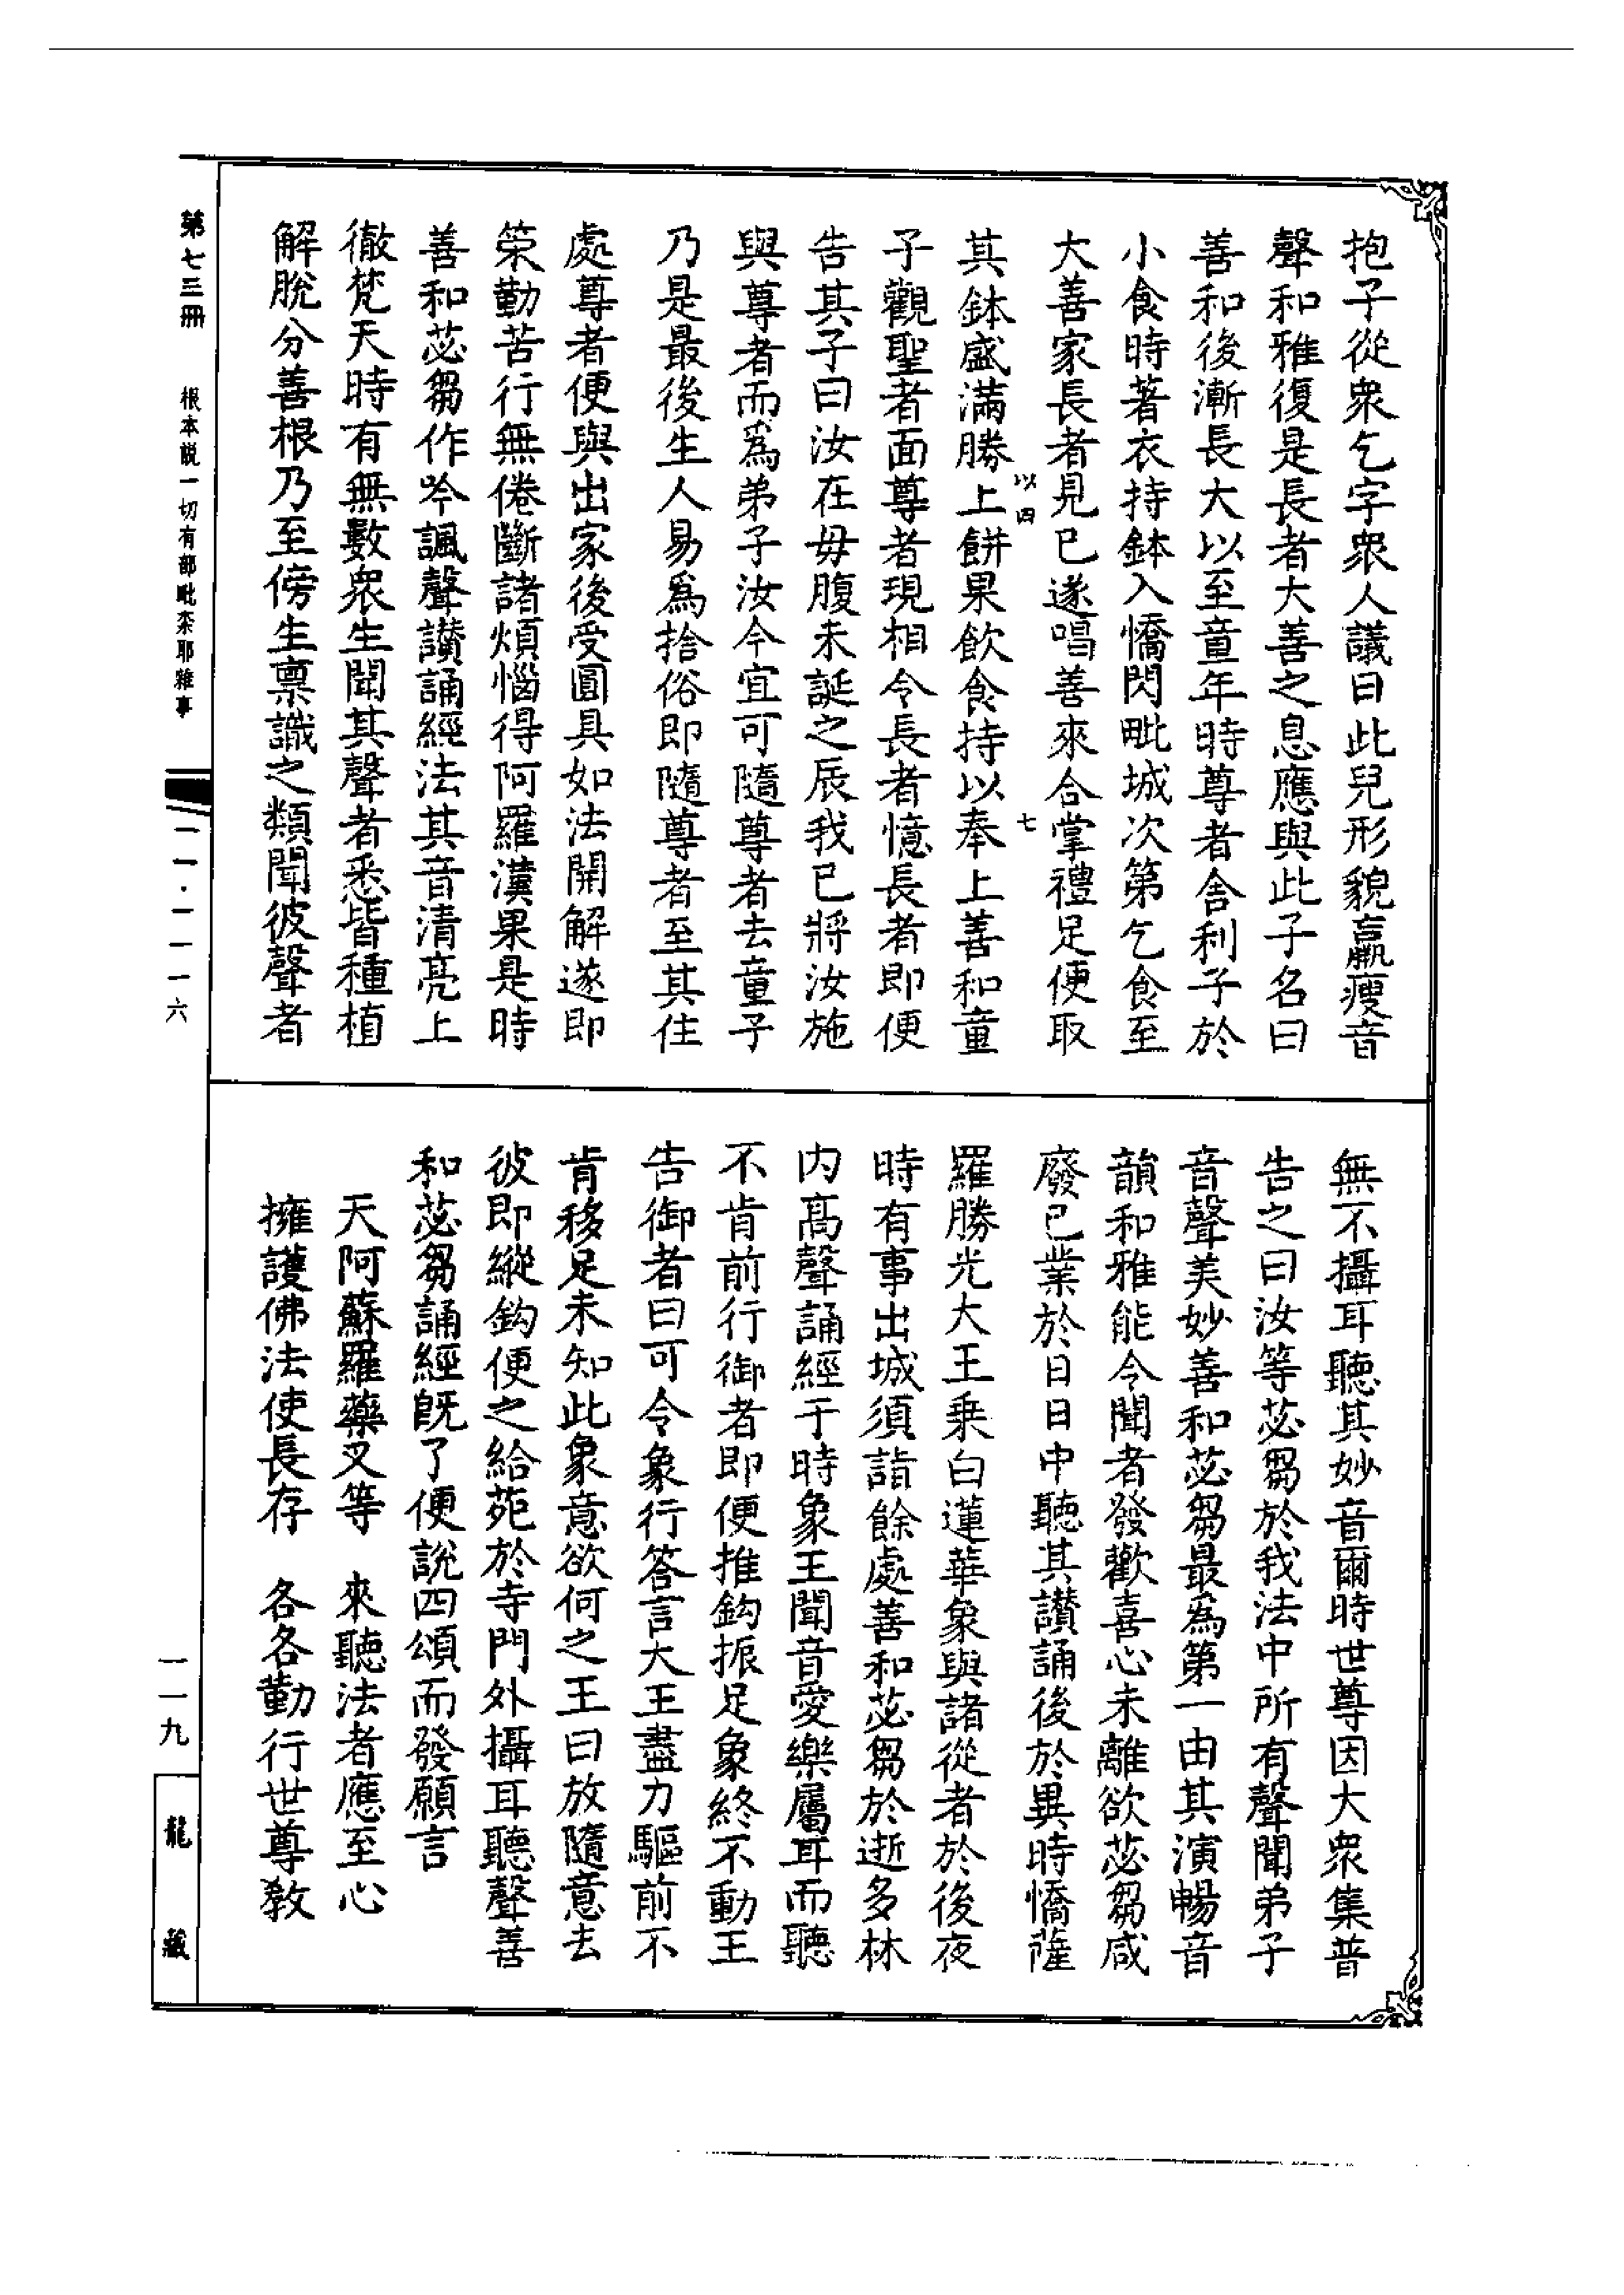 抱子從衆乞字衆人議曰此兒形貌羸瘦音
聲和雅復是長者大善之息應與此子名曰
善和後漸長大以至童年時尊者舍利子於
小食時著衣持鉢入憍閃毗城次第乞食至
大善家長者見已遂唱善來合掌禮足便取
以四 七
其鉢盛滿勝上餅果飲食持以奉上善和童
子觀聖者面尊者現相令長者憶長者即便
告其子曰汝在母腹未誕之辰我已將汝施
與尊者而爲弟子汝今宜可隨尊者去童子
乃是最後生人易爲捨俗即隨尊者至其住
處尊者便與出家後受圓具如法開解遂即
策勤苦行無倦斷諸煩惱得阿羅漢果是時
善和苾芻作吟諷聲讚誦經法其音清亮上
徹梵天時有無數衆生聞其聲者悉皆種植
解脫分善根乃至傍生禀識之類聞彼聲者
無不攝耳聽其妙音爾時世尊因大衆集普
告之曰汝等苾芻於我法中所有聲聞弟子
音聲美妙善和苾芻最爲第一由其演暢音
韻和雅能令聞者發歡喜心未離欲苾芻咸
廢己業於日日中聽其讚誦後於異時憍薩
羅勝光大王乗白蓮華象與諸從者於後夜
時有事出城須詣餘處善和苾芻於逝多林
内高聲誦經于時象王聞音愛樂屬耳而聽
不肯前行御者即便推鈎振足象終不動王
告御者曰可令象行答言大王盡力驅前不
肯移足未知此象意欲何之王曰放隨意去
彼即縱鈎便之給苑於寺門外攝耳聽聲善
和苾芻誦經既了便說四頌而發願言
天阿蘇羅藥叉等 來聽法者應至心
擁護佛法使長存 各各勤行世尊教
第七三冊 根本説一切有部毗柰耶雜事
一一·一一一六
一一九
龍藏